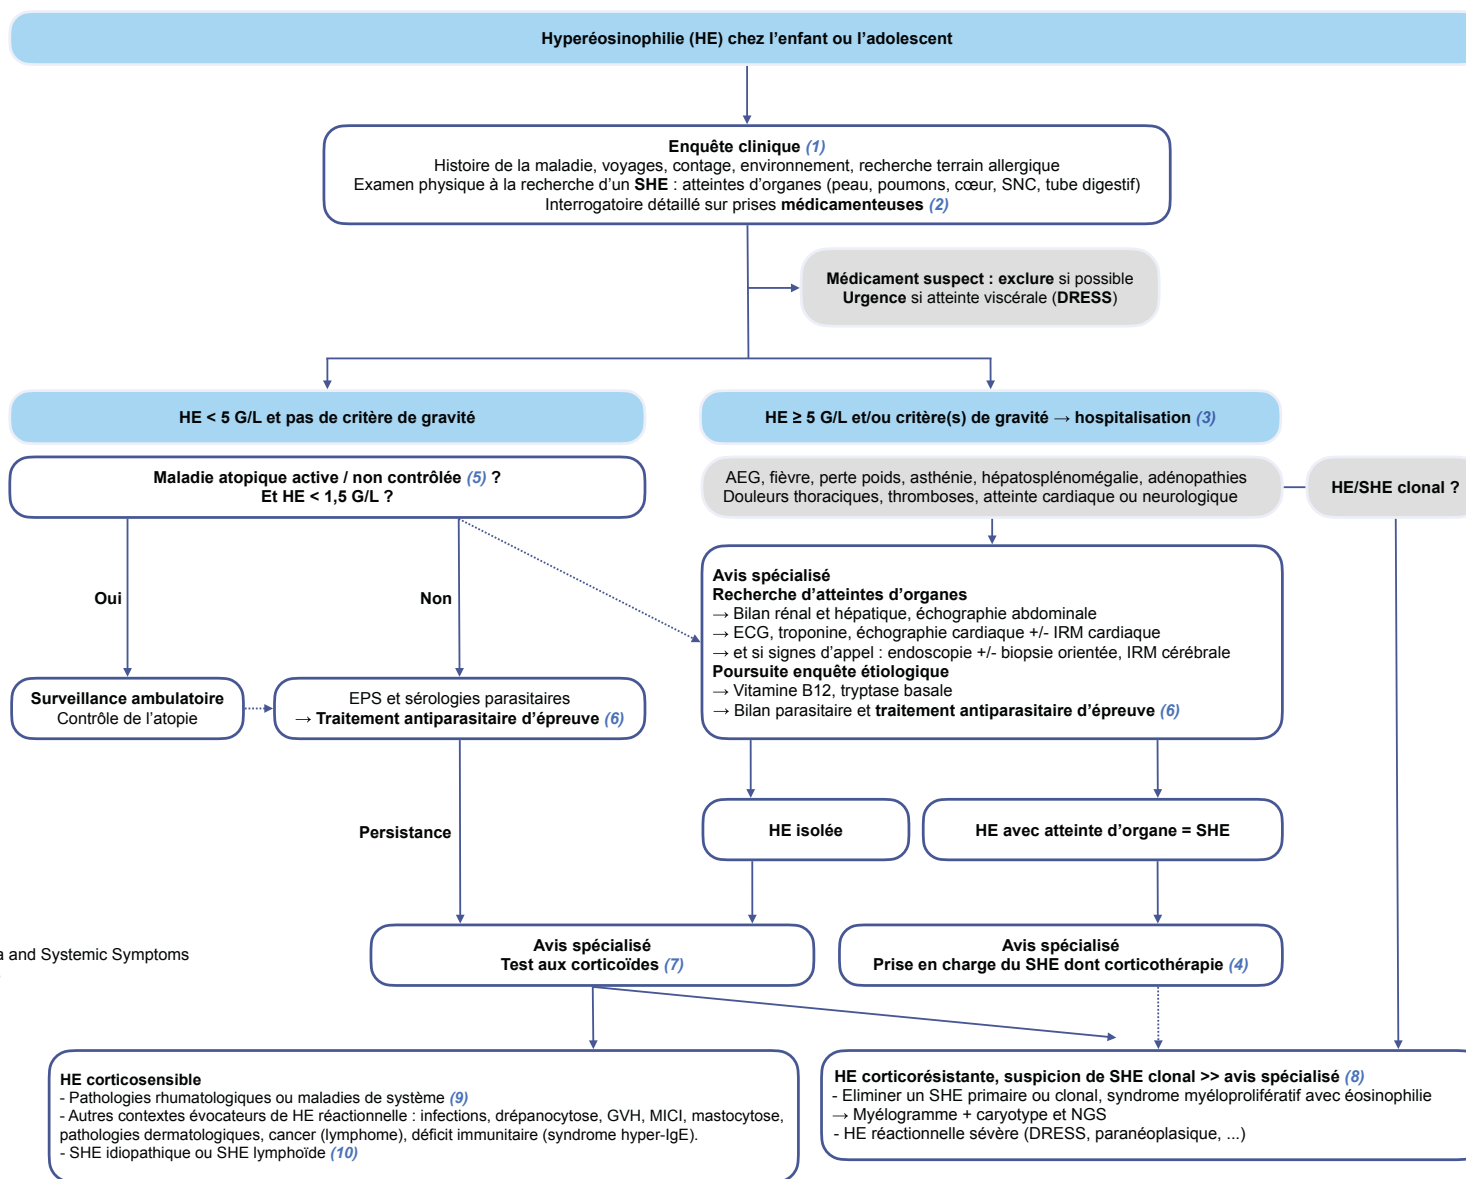 Hyperéosinophilie (HE) chez l'enfant ou l'adolescent
Enquête clinique (1)
Histoire de la maladie, voyages, contage, environnement, recherche terrain allergique
Examen physique à la recherche d'un SHE : atteintes d'organes (peau, poumons, cœur, SNC, tube digestif)
Interrogatoire détaillé sur prises médicamenteuses (2)
Médicament suspect : exclure si possible
Urgence si atteinte viscérale (DRESS)
HE < 5 G/L et pas de critère de gravité
HE ≥ 5 G/L et/ou critère(s) de gravité → hospitalisation (3)
Maladie atopique active / non contrôlée (5) ?
Et HE < 1,5 G/L ?
AEG, fièvre, perte poids, asthénie, hépatosplénomégalie, adénopathies
Douleurs thoraciques, thromboses, atteinte cardiaque ou neurologique
HE/SHE clonal ?
Oui
Non
Avis spécialisé
Recherche d'atteintes d'organes
→ Bilan rénal et hépatique, échographie abdominale
→ ECG, troponine, échographie cardiaque +/- IRM cardiaque
→ et si signes d'appel : endoscopie +/- biopsie orientée, IRM cérébrale
Poursuite enquête étiologique
→ Vitamine B12, tryptase basale
→ Bilan parasitaire et traitement antiparasitaire d'épreuve (6)
Surveillance ambulatoire
Contrôle de l'atopie
EPS et sérologies parasitaires
→ Traitement antiparasitaire d'épreuve (6)
Persistance
HE isolée
HE avec atteinte d'organe = SHE
and Systemic Symptoms
Avis spécialisé
Test aux corticoïdes (7)
Avis spécialisé
Prise en charge du SHE dont corticothérapie (4)
HE corticosensible
- Pathologies rhumatologiques ou maladies de système (9)
- Autres contextes évocateurs de HE réactionnelle : infections, drépanocytose, GVH, MICI, mastocytose,
pathologies dermatologiques, cancer (lymphome), déficit immunitaire (syndrome hyper-IgE).
- SHE idiopathique ou SHE lymphoïde (10)
HE corticorésistante, suspicion de SHE clonal >> avis spécialisé (8)
- Eliminer un SHE primaire ou clonal, syndrome myéloprolifératif avec éosinophilie
→ Myélogramme + caryotype et NGS
- HE réactionnelle sévère (DRESS, paranéoplasique, ...)